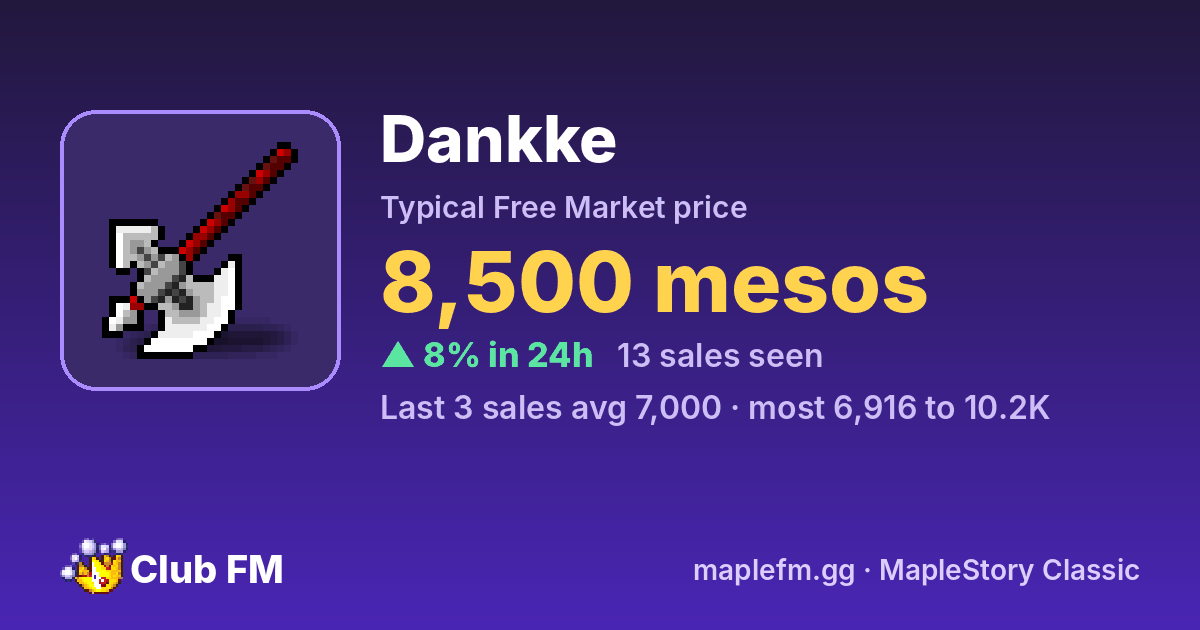 Dankke
Typical Free Market price
8,500 mesos
▲ 8% in 24h 13 sales seen
Last 3 sales avg 7,000 · most 6,916 to 10.2K
Club FM
maplefm.gg · MapleStory Classic